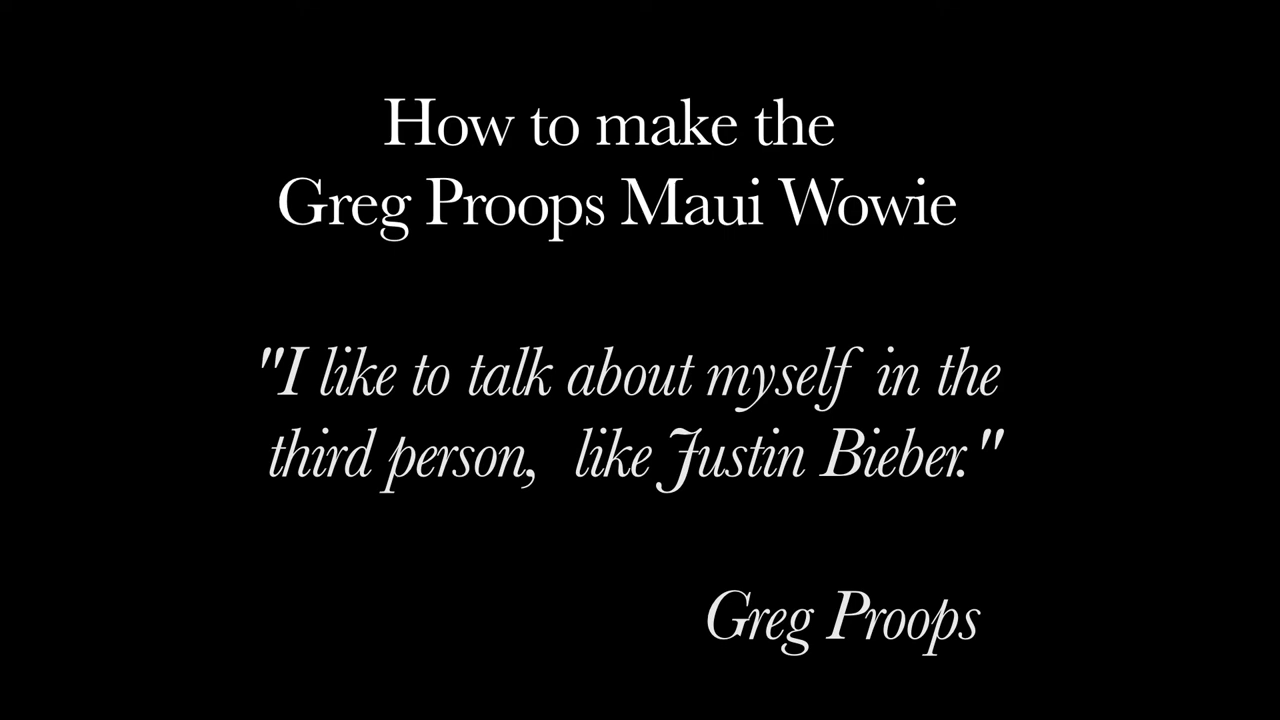 How to make the
Greg Proops Maui Wowie
"I like to talk about myself in the
third person, like Justin Bieber."
Greg Proops